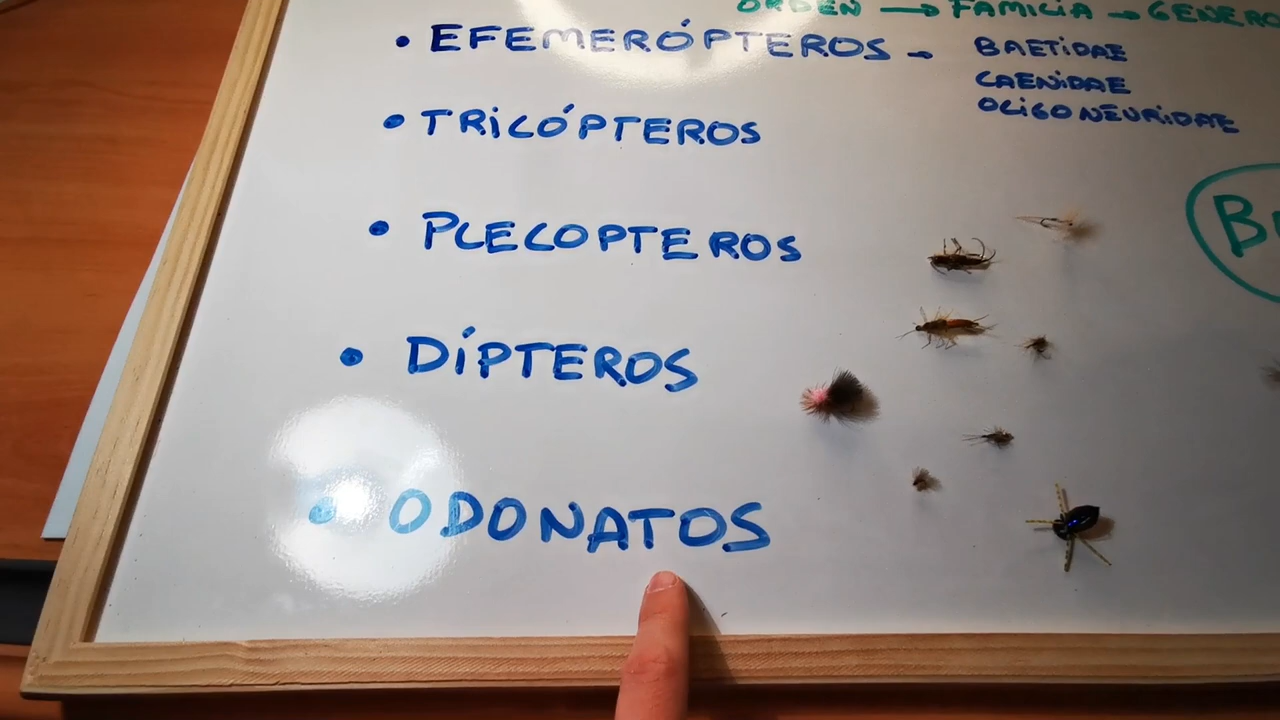 ORDEN → FAMILIA → GENERO
• EFEMERÓPTEROS - BAETiDAE
CAENiDAE
OLiGONEURiDAE
• TRiCÓPTEROS
• PLECOPTEROS
• DÍPTEROS
• ODONATOS